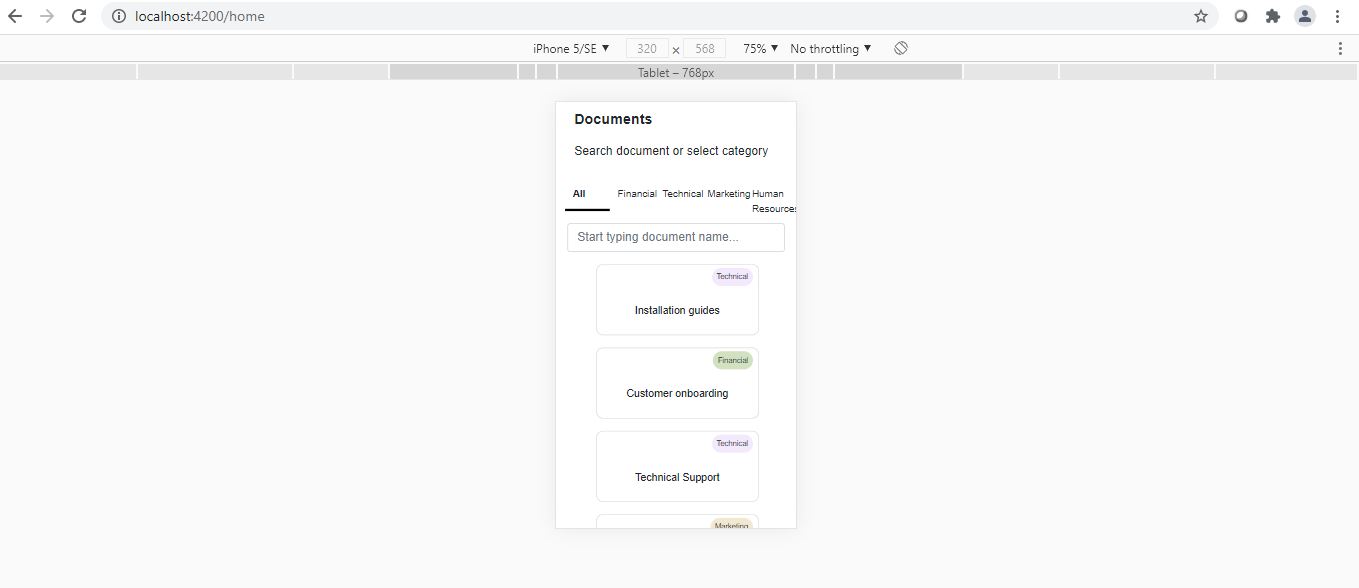 localhost:4200/home
iPhone 5/SE ▼ 320 × 568 75% ▼ No throttling ▼
Tablet – 768px
Documents
Search document or select category
All Financial Technical Marketing Human Resources
Start typing document name...
Technical
Installation guides
Financial
Customer onboarding
Technical
Technical Support
Marketing